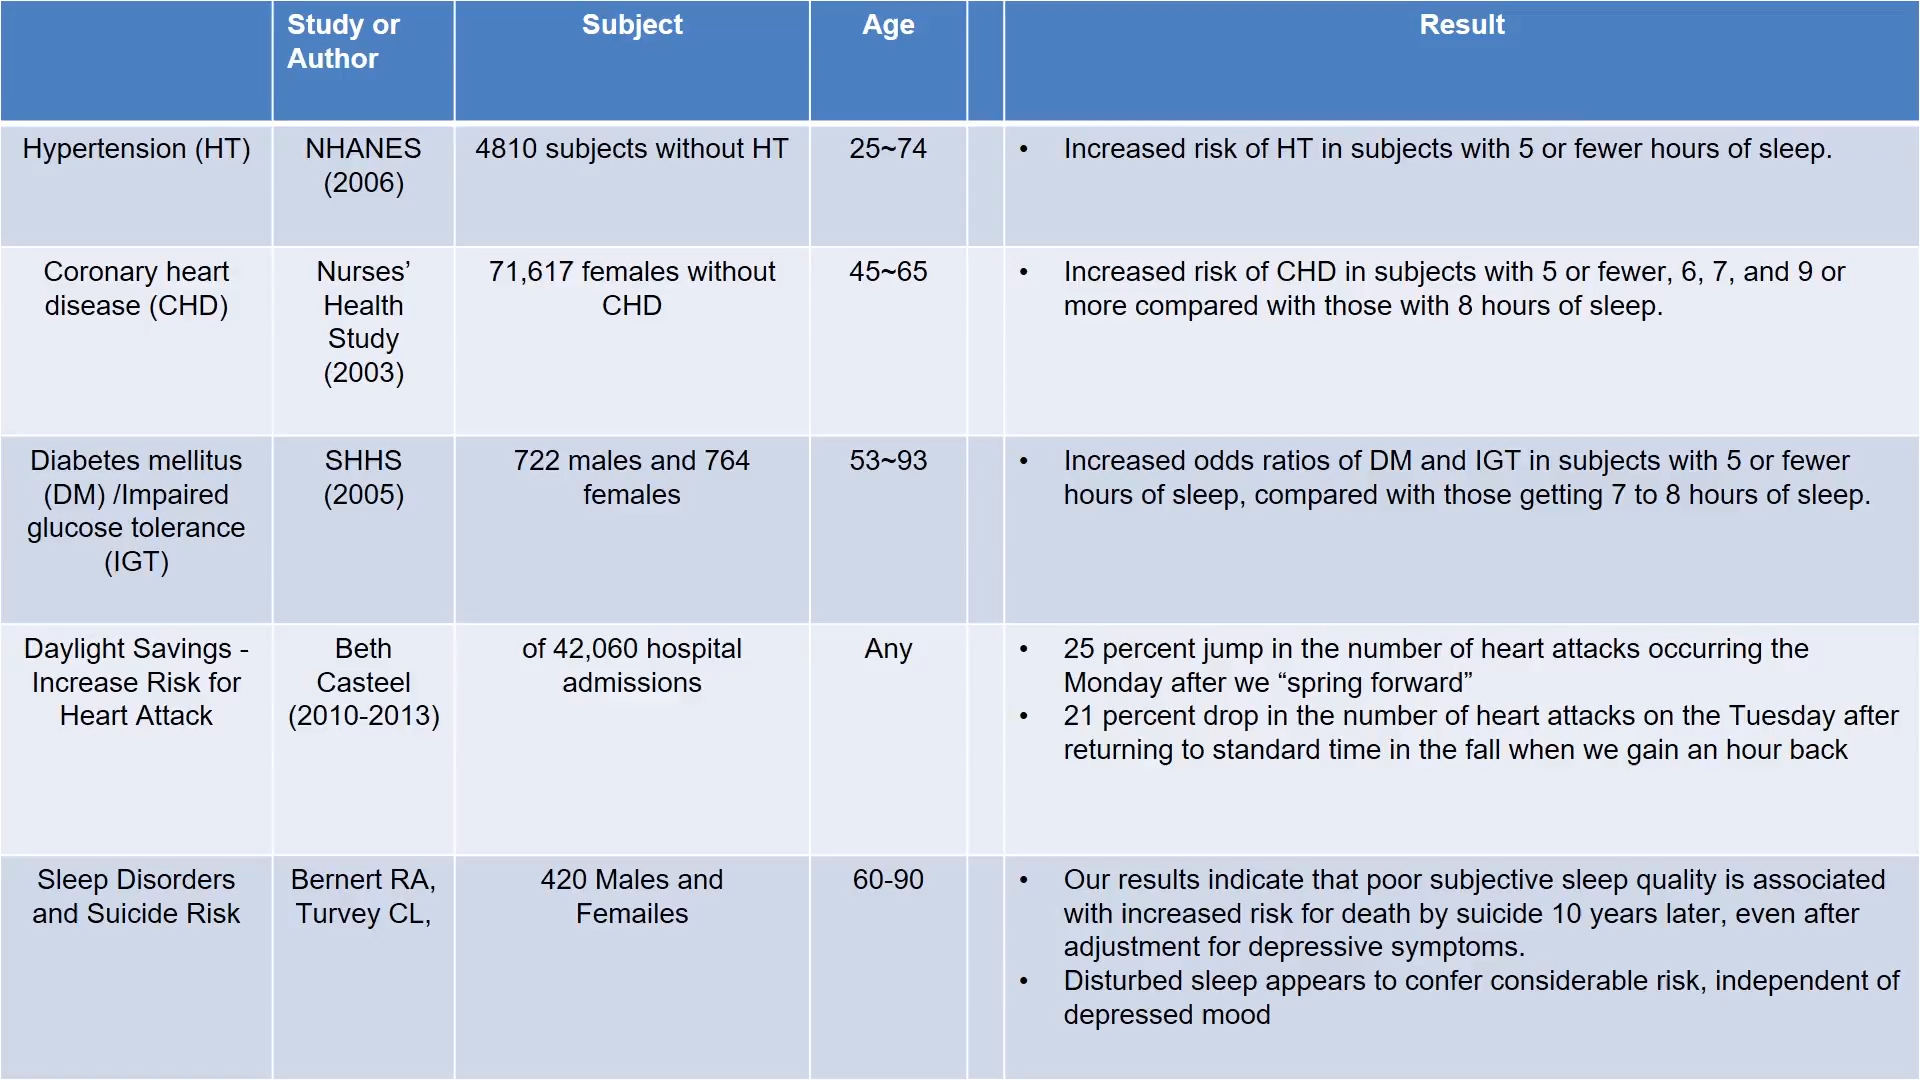 Study or
Author
Subject
Age
Result
Hypertension (HT)
NHANES
(2006)
4810 subjects without HT
25~74
• Increased risk of HT in subjects with 5 or fewer hours of sleep.
Coronary heart
disease (CHD)
Nurses’
Health
Study
(2003)
71,617 females without
CHD
45~65
• Increased risk of CHD in subjects with 5 or fewer, 6, 7, and 9 or
more compared with those with 8 hours of sleep.
Diabetes mellitus
(DM) /Impaired
glucose tolerance
(IGT)
SHHS
(2005)
722 males and 764
females
53~93
• Increased odds ratios of DM and IGT in subjects with 5 or fewer
hours of sleep, compared with those getting 7 to 8 hours of sleep.
Daylight Savings -
Increase Risk for
Heart Attack
Beth
Casteel
(2010-2013)
of 42,060 hospital
admissions
Any
• 25 percent jump in the number of heart attacks occurring the
Monday after we “spring forward”
• 21 percent drop in the number of heart attacks on the Tuesday after
returning to standard time in the fall when we gain an hour back
Sleep Disorders
and Suicide Risk
Bernert RA,
Turvey CL,
420 Males and
Femailes
60-90
• Our results indicate that poor subjective sleep quality is associated
with increased risk for death by suicide 10 years later, even after
adjustment for depressive symptoms.
• Disturbed sleep appears to confer considerable risk, independent of
depressed mood